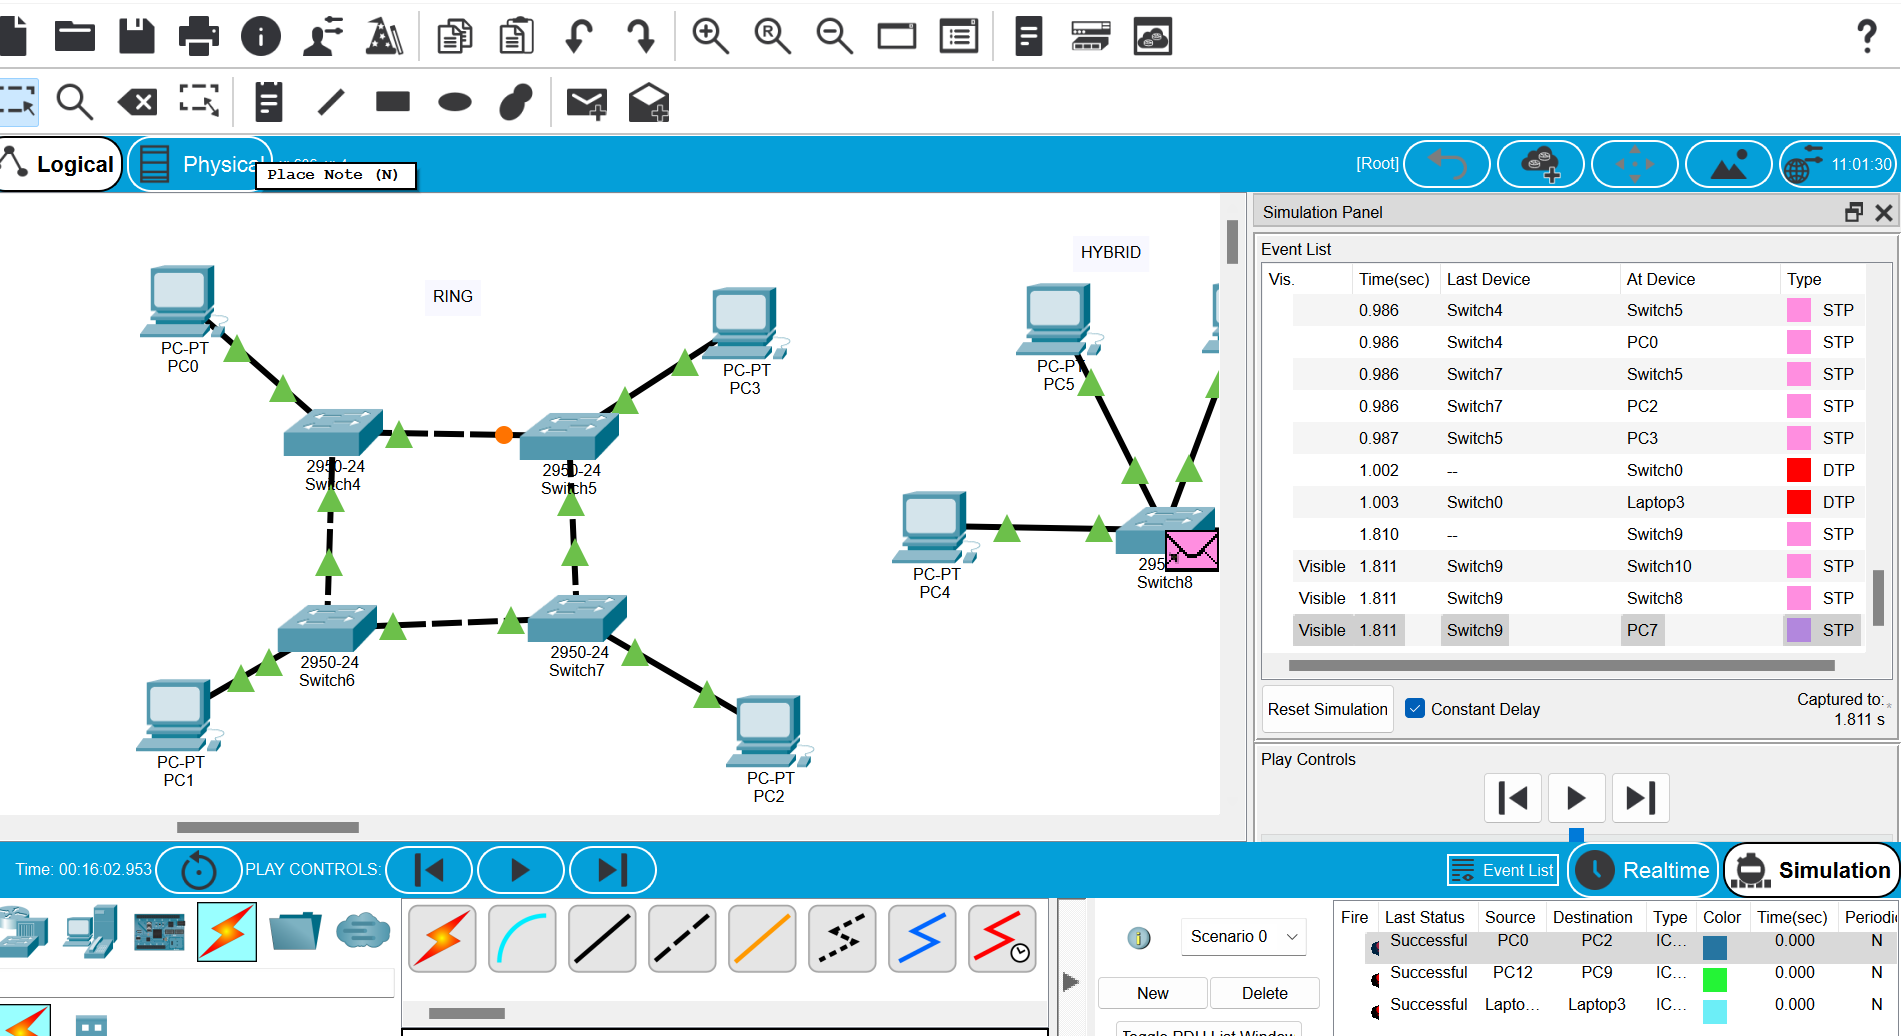 ?
Logical
Physical
Place Note (N)
[Root]
11:01:30
RING
HYBRID
PC-PT
PC0
PC-PT
PC3
PC5
2950-24
Switch4
2950-24
Switch5
PC-PT
PC4
Switch8
2950-24
Switch6
2950-24
Switch7
PC-PT
PC1
PC-PT
PC2
Simulation Panel
Event List
Vis. Time(sec) Last Device At Device Type
0.986 Switch4 Switch5 STP
0.986 Switch4 PC0 STP
0.986 Switch7 Switch5 STP
0.986 Switch7 PC2 STP
0.987 Switch5 PC3 STP
1.002 -- Switch0 DTP
1.003 Switch0 Laptop3 DTP
1.810 -- Switch9 STP
Visible 1.811 Switch9 Switch10 STP
Visible 1.811 Switch9 Switch8 STP
Visible 1.811 Switch9 PC7 STP
Reset Simulation Constant Delay Captured to:
1.811 s
Play Controls
Time: 00:16:02.953 PLAY CONTROLS:
Event List Realtime Simulation
Scenario 0
New Delete
Toggle PDU List Window
Fire Last Status Source Destination Type Color Time(sec) Periodic
Successful PC0 PC2 IC... 0.000 N
Successful PC12 PC9 IC... 0.000 N
Successful Lapto... Laptop3 IC... 0.000 N